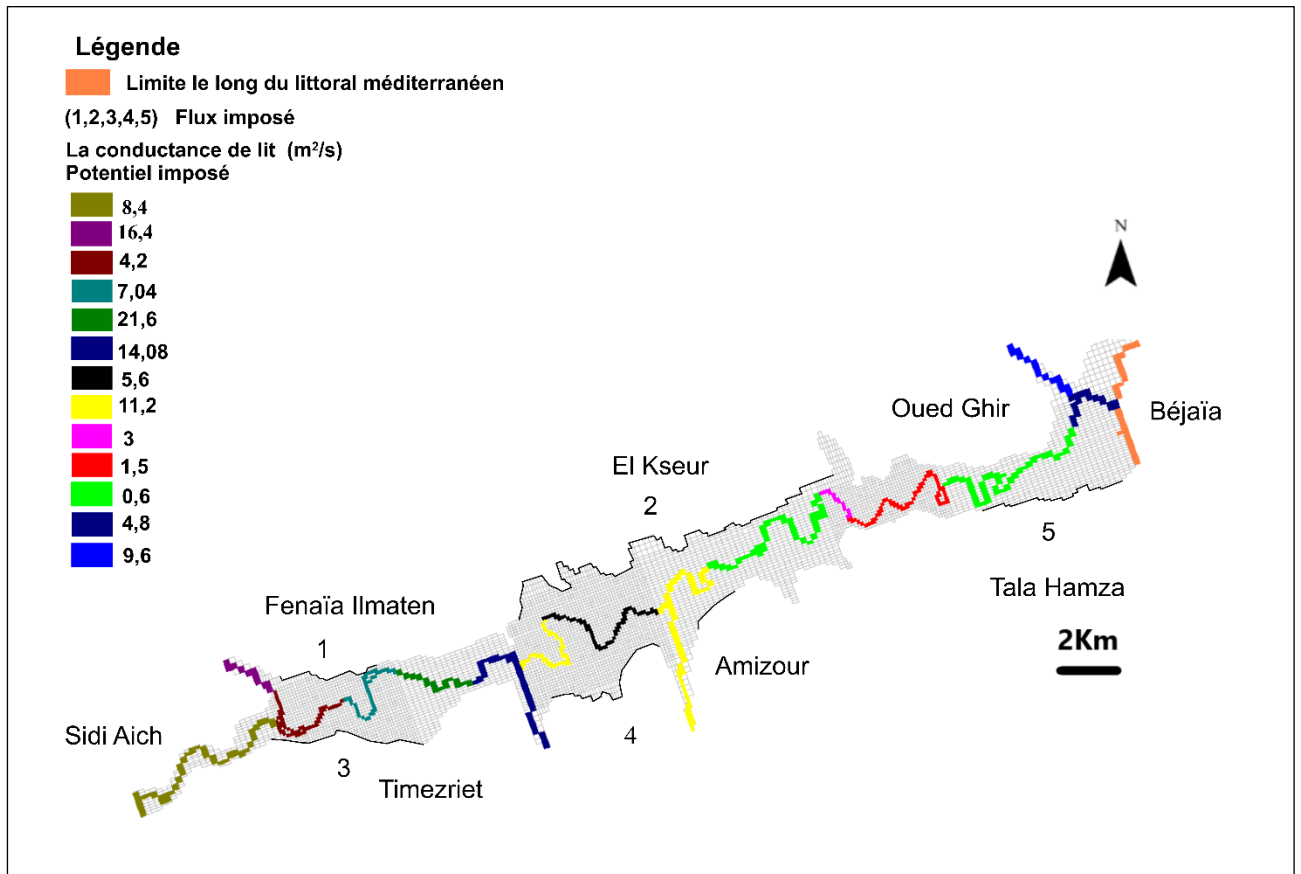 Légende
Limite le long du littoral méditerranéen
(1,2,3,4,5) Flux imposé
La conductance de lit (m²/s)
Potentiel imposé
8,4
16,4
4,2
7,04
21,6
14,08
5,6
11,2
3
1,5
0,6
4,8
9,6
N
Oued Ghir
Béjaïa
El Kseur
2
5
Tala Hamza
Fenaïa Ilmaten
1
2Km
Amizour
Sidi Aich
4
3
Timezriet